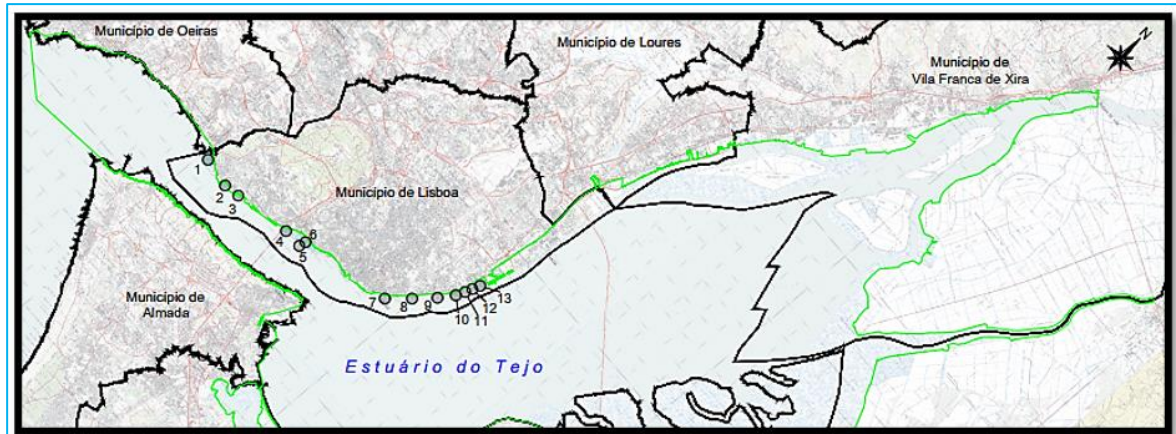 Município de Oeiras
Município de Loures
Município de
Vila Franca de Xira
N
1
2
3
Município de Lisboa
4
5
6
7
8
9
10
11
12
13
Município de
Almada
Estuário do Tejo